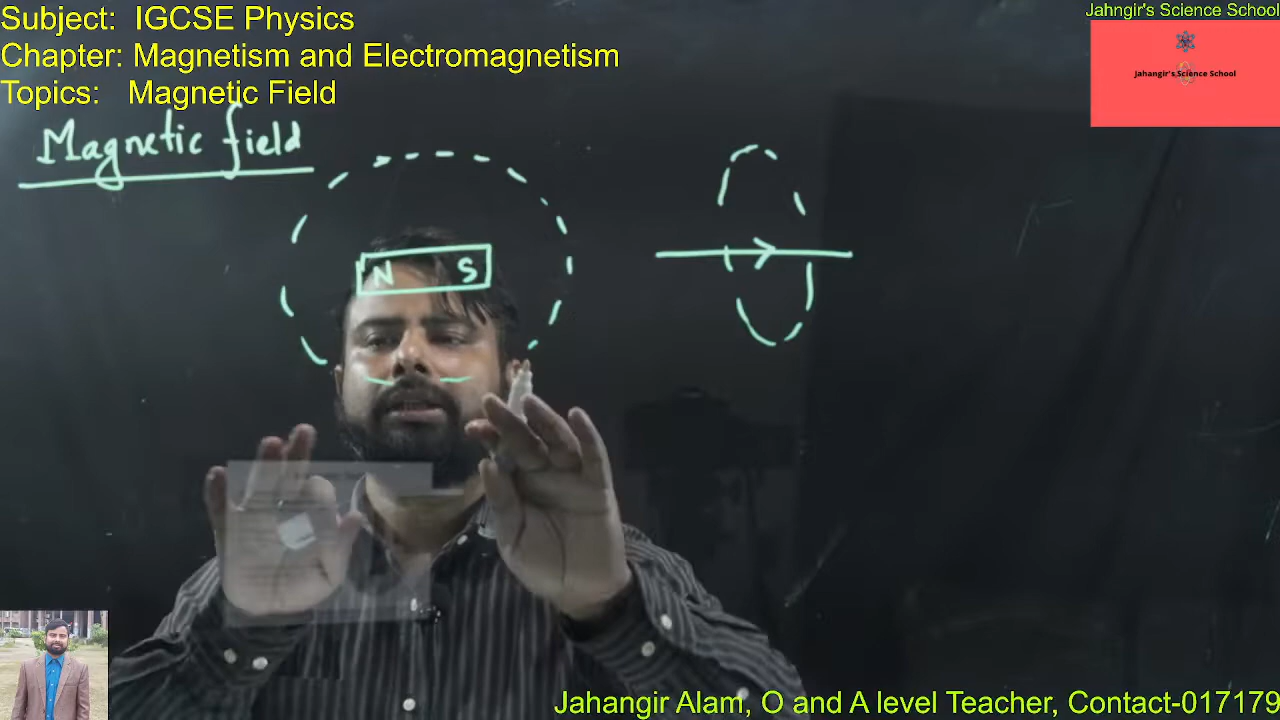 Subject: IGCSE Physics
Chapter: Magnetism and Electromagnetism
Topics: Magnetic Field
Jahngir's Science School
Jahangir's Science School
Magnetic field
N S
Jahangir Alam, O and A level Teacher, Contact-017179